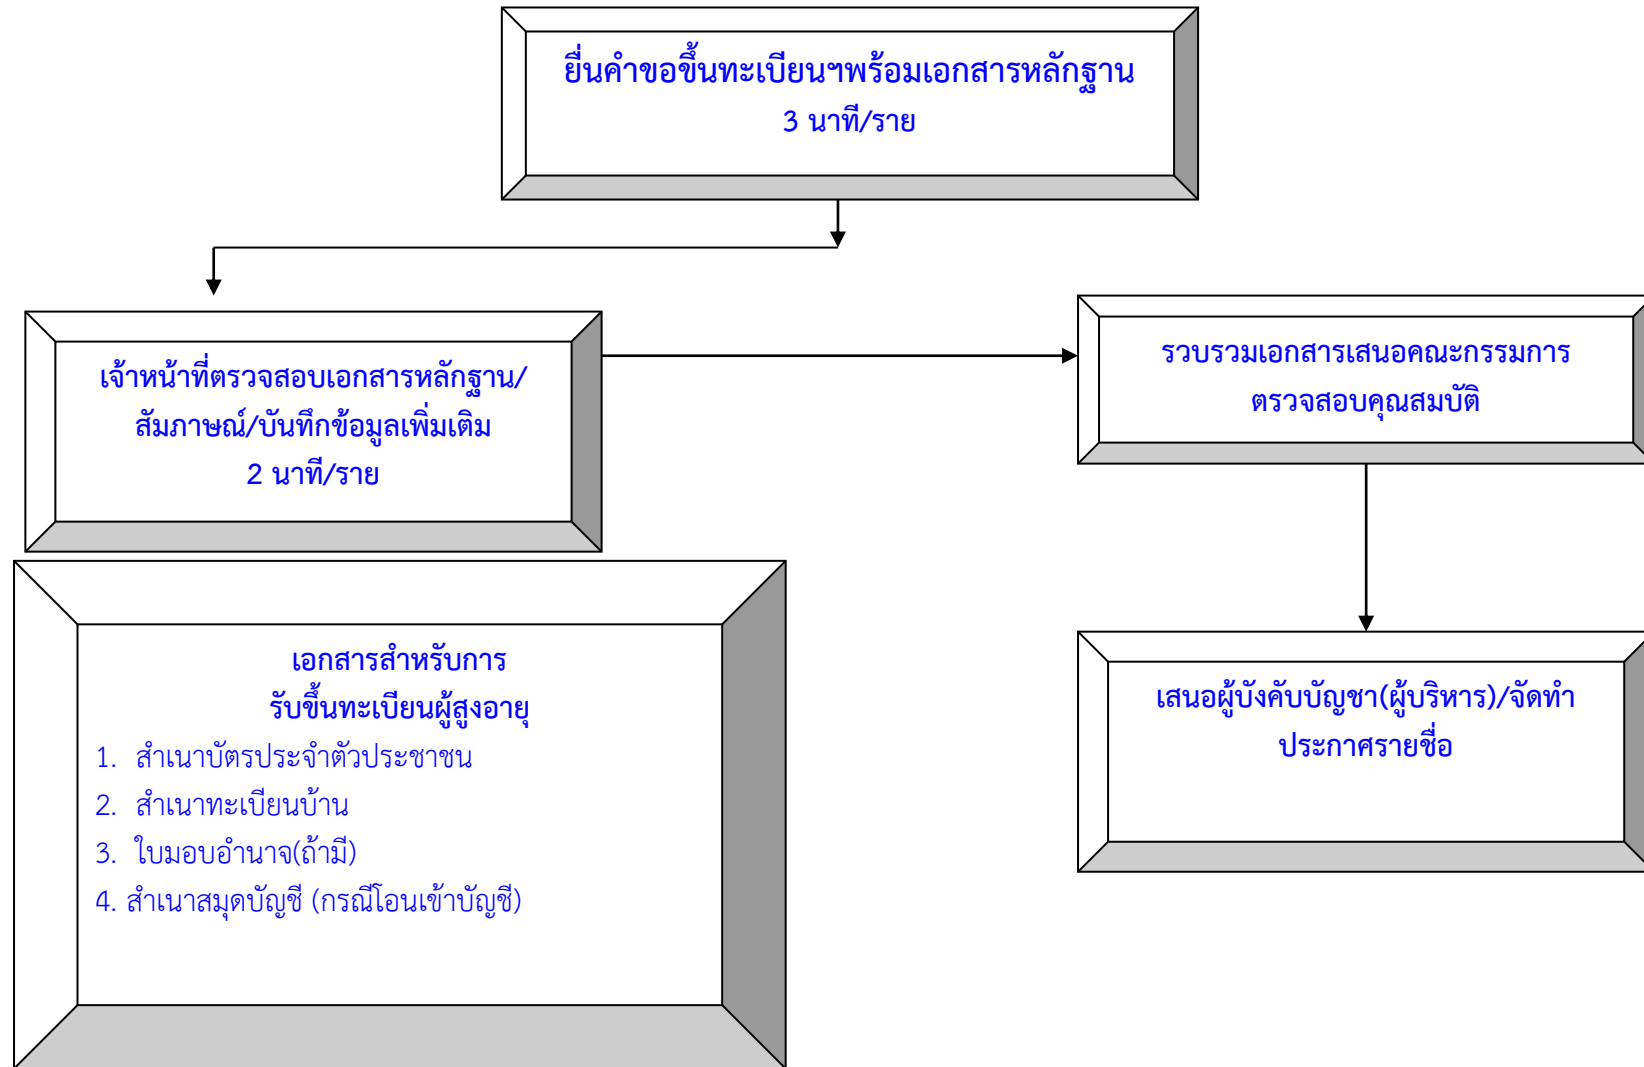 ยื่นคำขอขึ้นทะเบียนฯพร้อมเอกสารหลักฐาน
3 นาที/ราย
เจ้าหน้าที่ตรวจสอบเอกสารหลักฐาน/
สัมภาษณ์/บันทึกข้อมูลเพิ่มเติม
2 นาที/ราย
รวบรวมเอกสารเสนอคณะกรรมการ
ตรวจสอบคุณสมบัติ
เสนอผู้บังคับบัญชา(ผู้บริหาร)/จัดทำ
ประกาศรายชื่อ
เอกสารสำหรับการ
รับขึ้นทะเบียนผู้สูงอายุ
1. สำเนาบัตรประจำตัวประชาชน
2. สำเนาทะเบียนบ้าน
3. ใบมอบอำนาจ(ถ้ามี)
4. สำเนาสมุดบัญชี (กรณีโอนเข้าบัญชี)